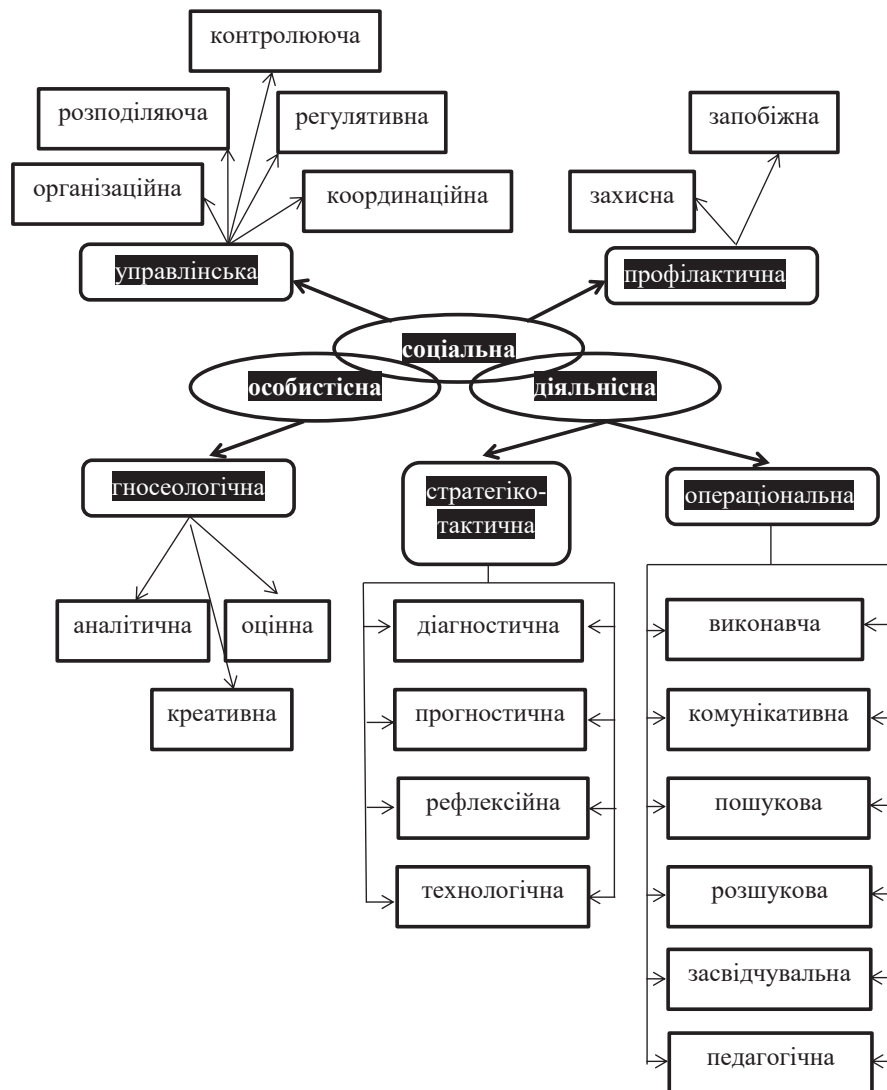 контролююча
розподіляюча
регулятивна
запобіжна
організаційна
координаційна
захисна
управлінська
профілактична
соціальна
особистісна
діяльнісна
гносеологічна
стратегіко-
тактична
операціональна
аналітична
оцінна
діагностична
виконавча
креативна
прогностична
комунікативна
рефлексійна
пошукова
технологічна
розшукова
засвідчувальна
педагогічна